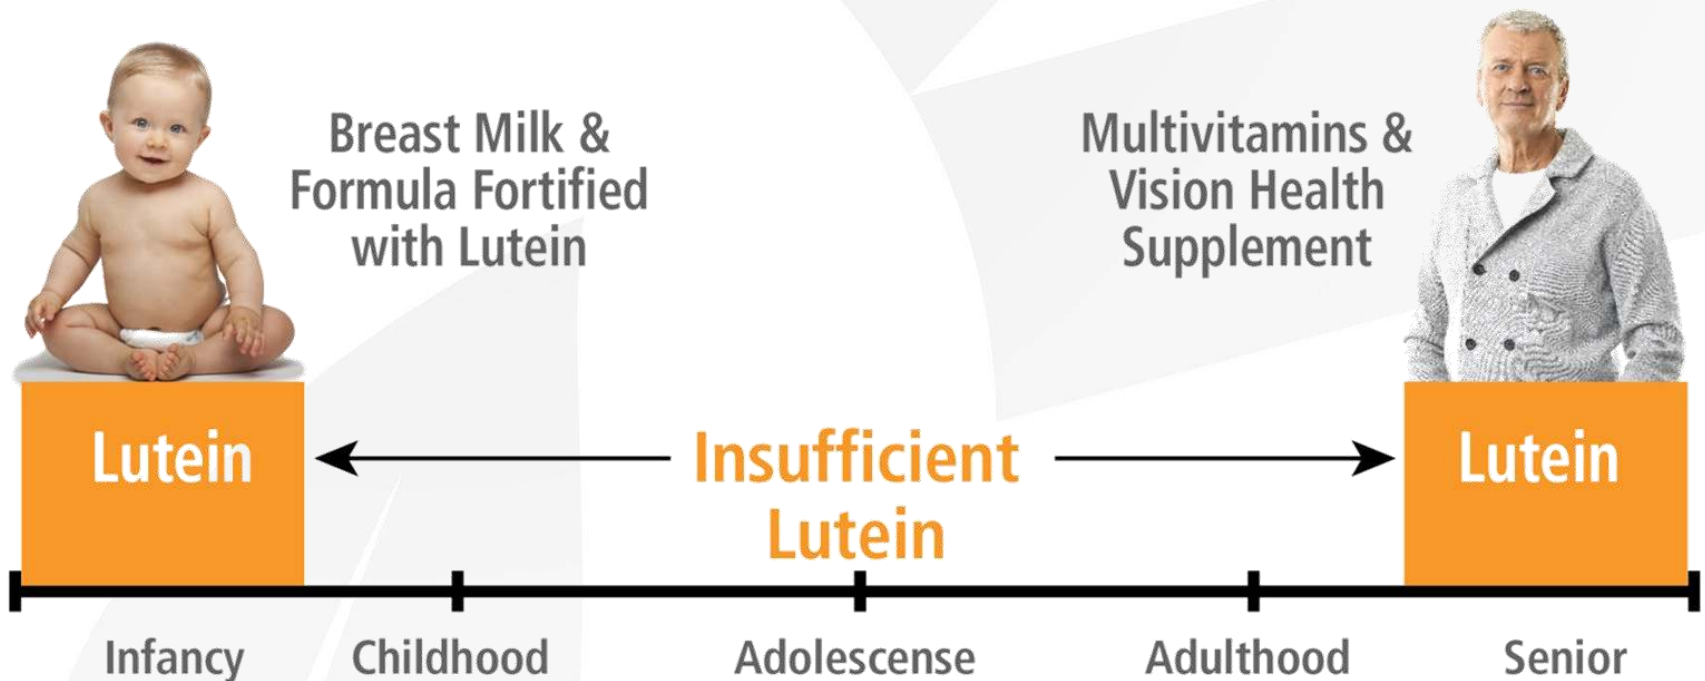 Breast Milk &
Formula Fortified
with Lutein
Multivitamins &
Vision Health
Supplement
Lutein
Insufficient
Lutein
Lutein
Infancy
Childhood
Adolescense
Adulthood
Senior